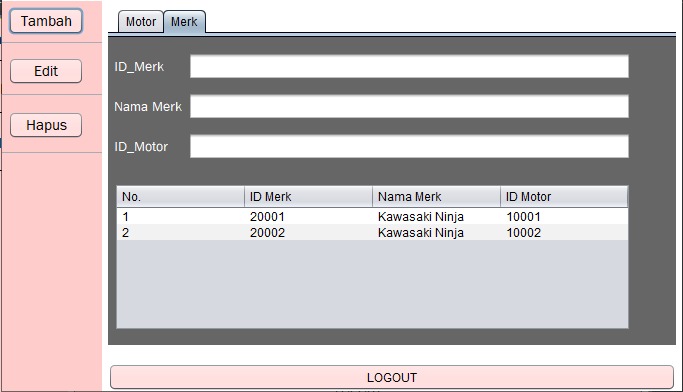 Tambah
Edit
Hapus
Motor Merk
ID_Merk
Nama Merk
ID_Motor
No. ID Merk Nama Merk ID Motor
1 20001 Kawasaki Ninja 10001
2 20002 Kawasaki Ninja 10002
LOGOUT